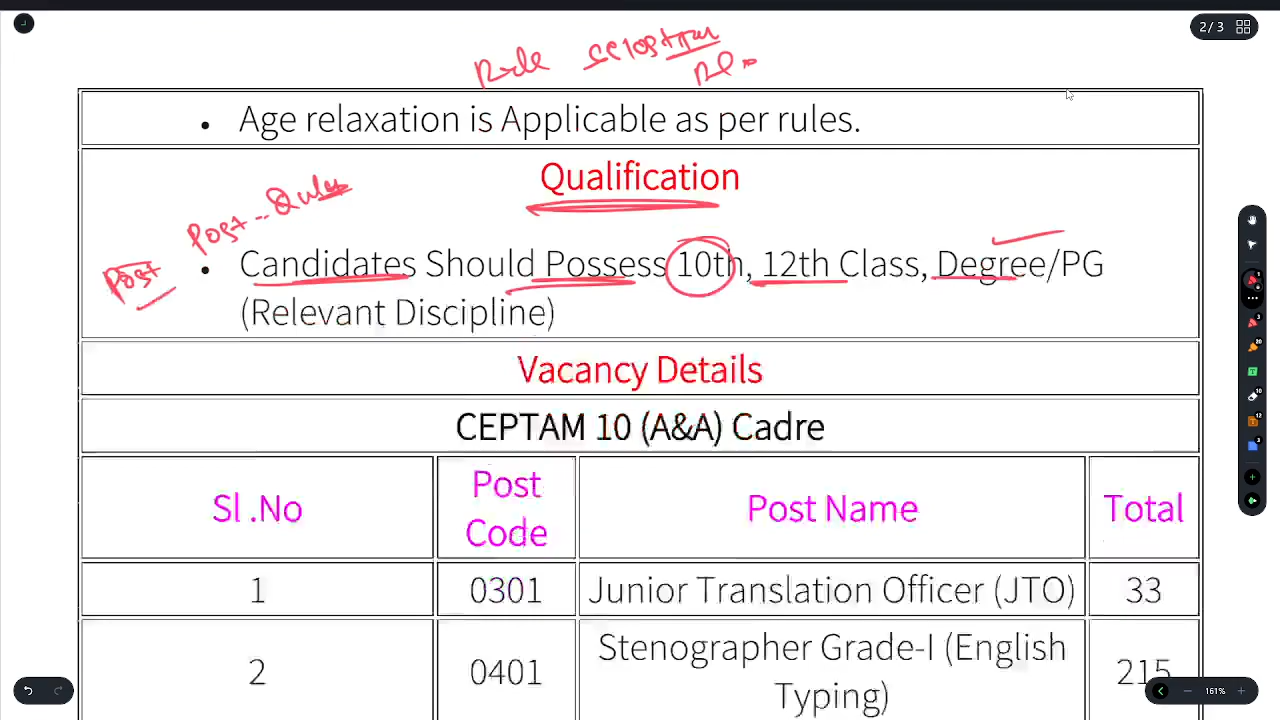 2/3
Age relaxation is Applicable as per rules.
Qualification
Post
• Candidates Should Possess 10th, 12th Class, Degree/PG
(Relevant Discipline)
Vacancy Details
CEPTAM 10 (A&A) Cadre
Sl .No Post Code Post Name Total
1 0301 Junior Translation Officer (JTO) 33
2 0401 Stenographer Grade-I (English Typing) 215
161%